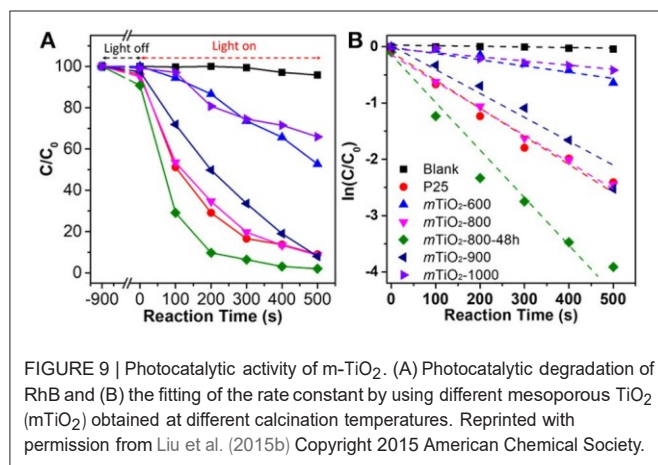 A
Light off
Light on
C/C₀
100
80
60
40
20
0
-900
0
100
200
300
400
500
Reaction Time (s)
B
ln(C/C₀)
0
-1
-2
-3
-4
Blank
P25
mTiO₂-600
mTiO₂-800
mTiO₂-800-48h
mTiO₂-900
mTiO₂-1000
0
100
200
300
400
500
Reaction Time (s)
FIGURE 9 | Photocatalytic activity of m-TiO₂. (A) Photocatalytic degradation of
RhB and (B) the fitting of the rate constant by using different mesoporous TiO₂
(mTiO₂) obtained at different calcination temperatures. Reprinted with
permission from Liu et al. (2015b) Copyright 2015 American Chemical Society.